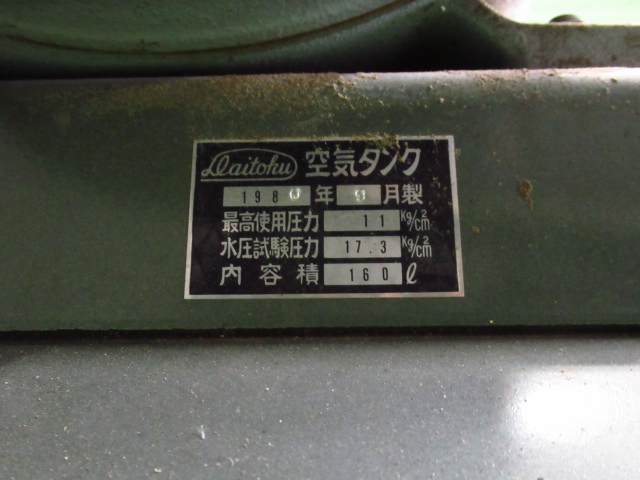 Daitoku 空気タンク
198 年 月製
最高使用圧力 11 Kg/cm²
水圧試験圧力 17.3 Kg/cm²
内容積 160 ℓ